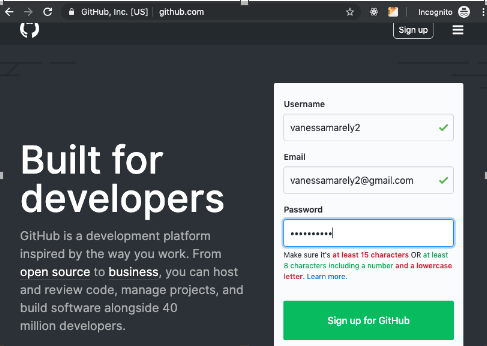 GitHub, Inc. [US] | github.com
Incognito
Sign up
Built for
developers
GitHub is a development platform
inspired by the way you work. From
open source to business, you can host
and review code, manage projects, and
build software alongside 40
million developers.
Username
vanessamarely2
Email
vanessamarely2@gmail.com
Password
••••••••••
Make sure it's at least 15 characters OR at least
8 characters including a number and a lowercase
letter. Learn more.
Sign up for GitHub